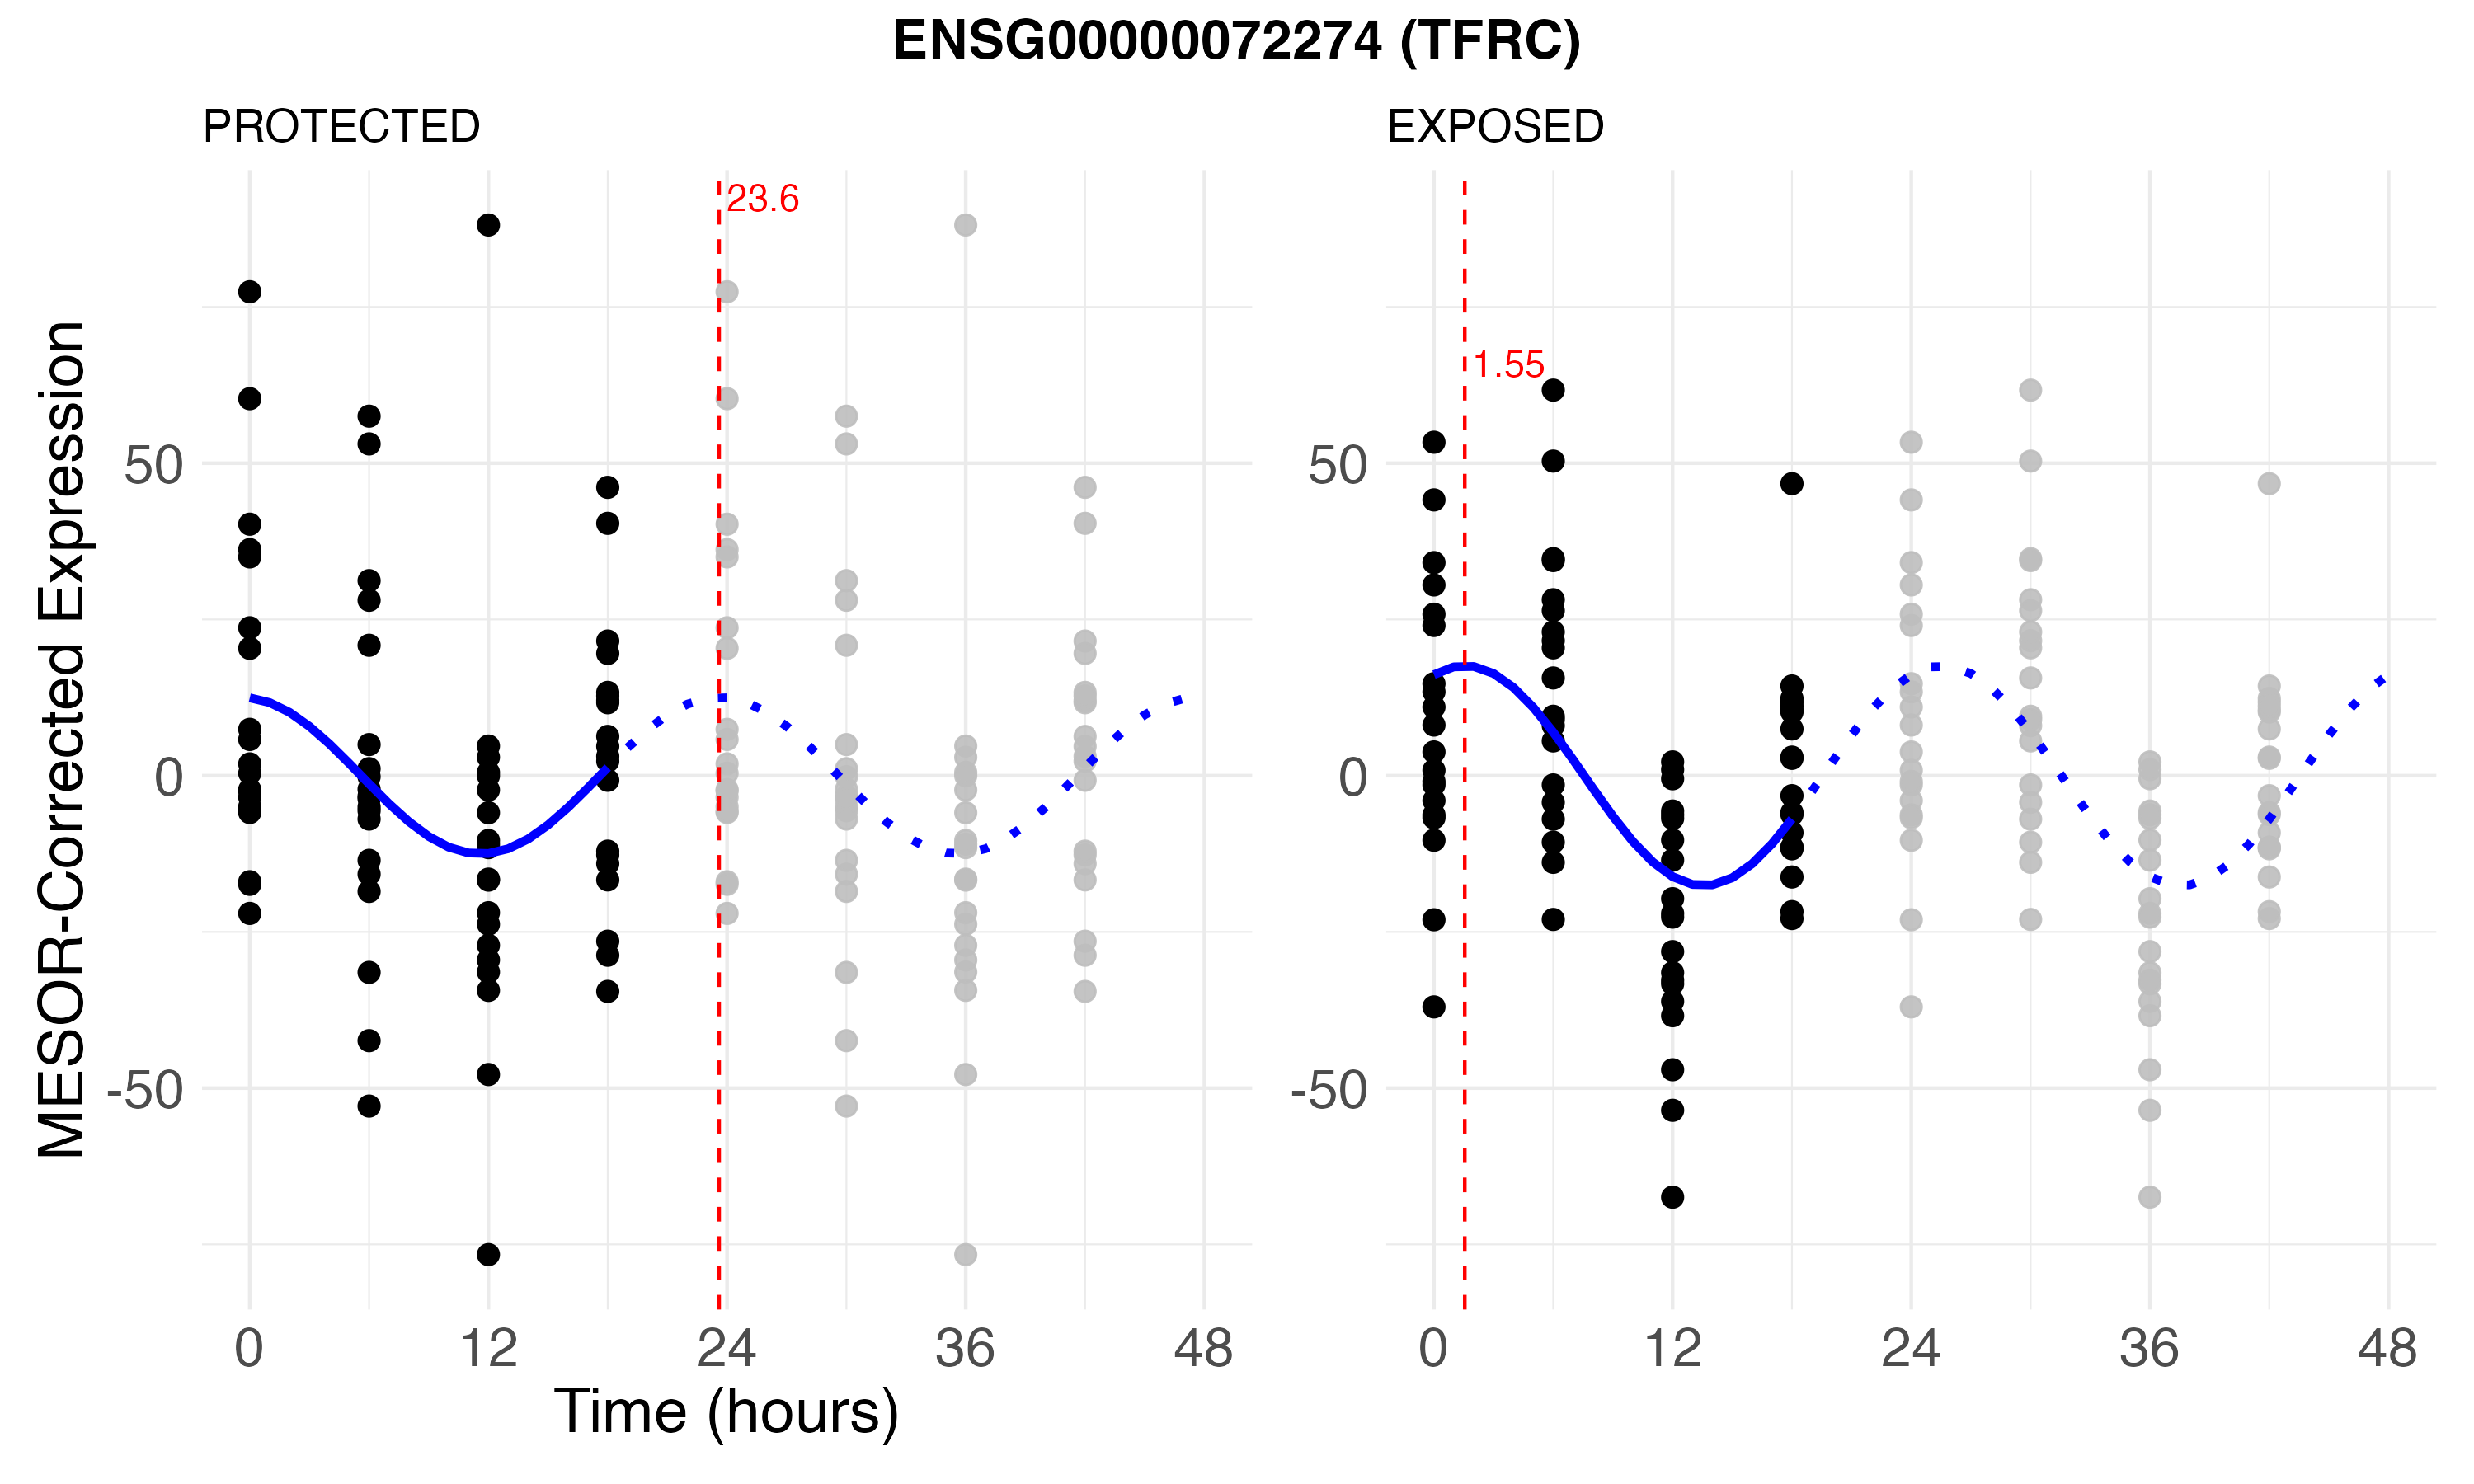 ENSG00000072274 (TFRC)
PROTECTED
EXPOSED
MESOR-Corrected Expression
23.6
1.55
50
0
-50
50
0
-50
0 12 24 36 48
0 12 24 36 48
Time (hours)